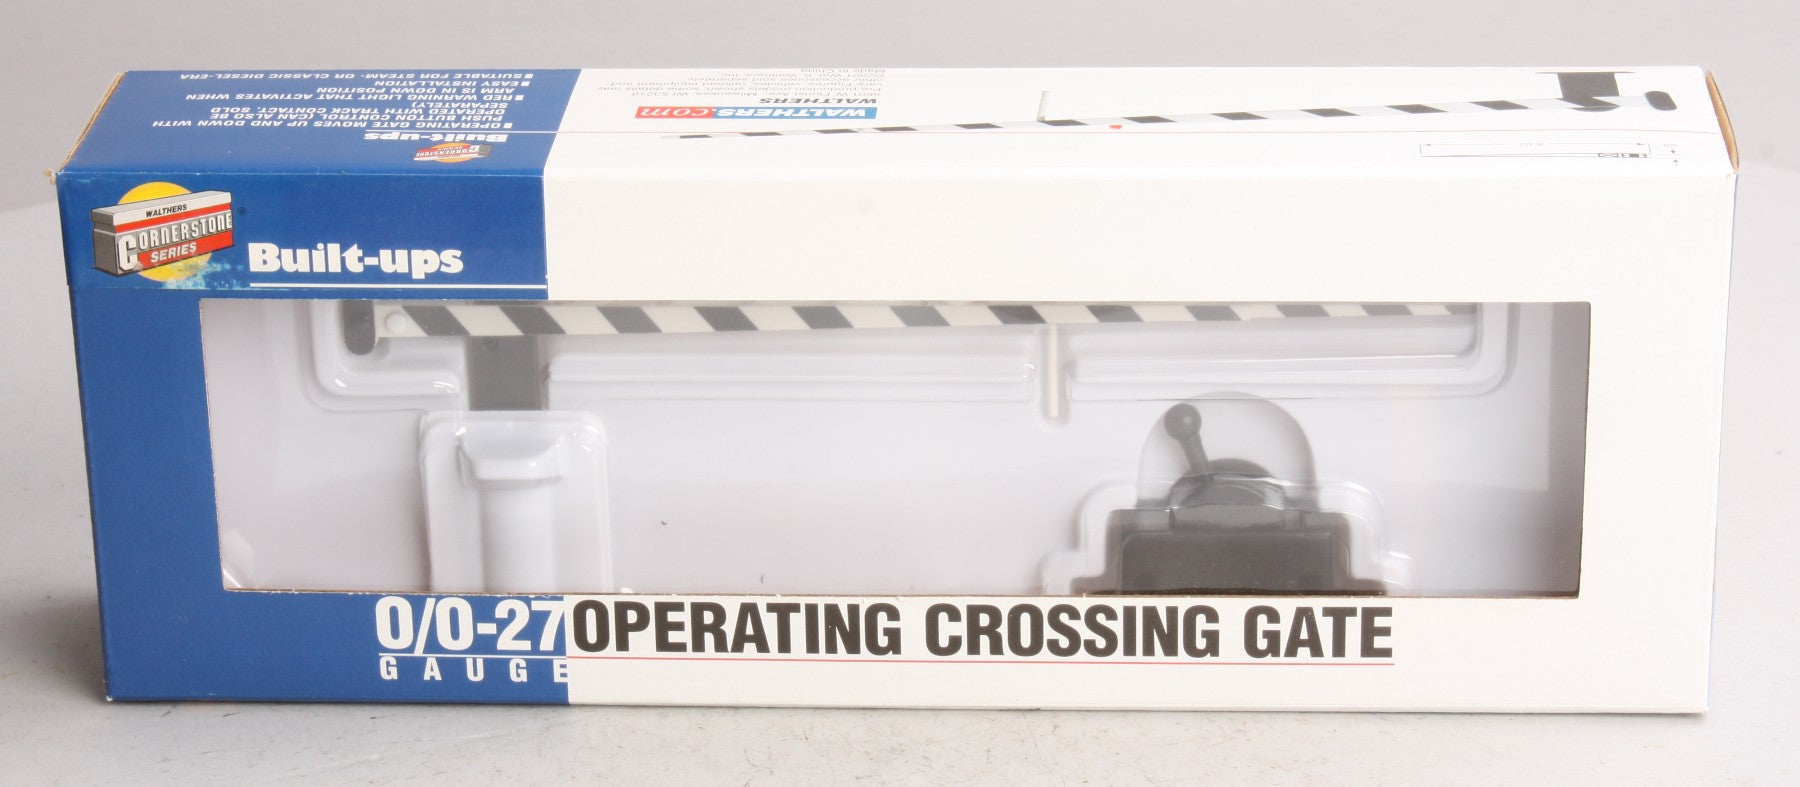 Built-ups
CORNERSTONE
■ OPERATING GATE MOVES UP AND DOWN WITH
PUSH BUTTON CONTROL (CAN ALSO BE
OPERATED WITH TRACK CONTACT, SOLD
SEPARATELY)
■ RED WARNING LIGHT THAT ACTIVATES WHEN
ARM IS IN DOWN POSITION
■ EASY INSTALLATION
■ SUITABLE FOR STEAM- OR CLASSIC DIESEL-ERA
WALTHERS.com
WALTHERS
Made in China
WALTHERS
CORNERSTONE
SERIES
®
Built-ups
O/O-27 OPERATING CROSSING GATE
GAUGE